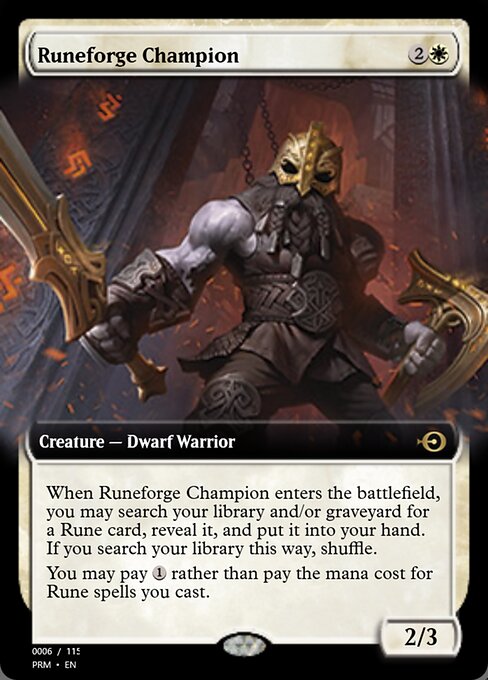 Runeforge Champion 2
Creature — Dwarf Warrior
When Runeforge Champion enters the battlefield,
you may search your library and/or graveyard for
a Rune card, reveal it, and put it into your hand.
If you search your library this way, shuffle.
You may pay 1 rather than pay the mana cost for
Rune spells you cast.
2/3
0006 / 115
PRM • EN